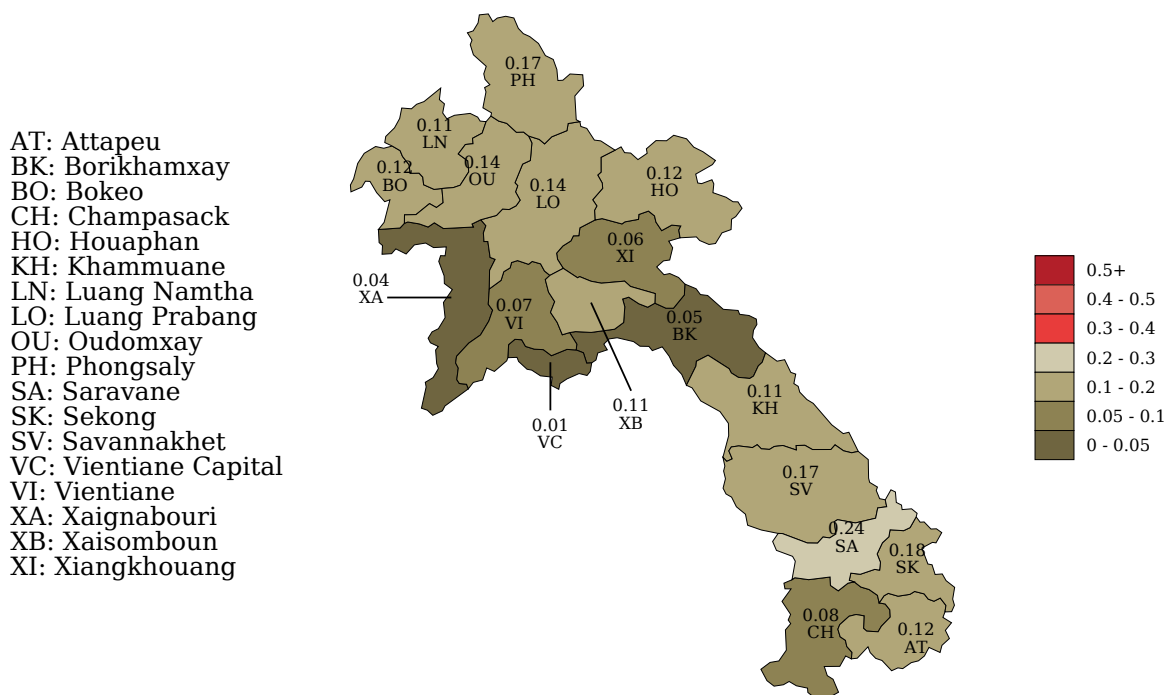 AT: Attapeu
BK: Borikhamxay
BO: Bokeo
CH: Champasack
HO: Houaphan
KH: Khammuane
LN: Luang Namtha
LO: Luang Prabang
OU: Oudomxay
PH: Phongsaly
SA: Saravane
SK: Sekong
SV: Savannakhet
VC: Vientiane Capital
VI: Vientiane
XA: Xaignabouri
XB: Xaisomboun
XI: Xiangkhouang
0.17
PH
0.11
LN
0.12
BO
0.14
OU
0.14
LO
0.12
HO
0.06
XI
0.04
XA
0.07
VI
0.05
BK
0.01
VC
0.11
XB
0.11
KH
0.17
SV
0.24
SA
0.18
SK
0.08
CH
0.12
AT
0.5+
0.4 - 0.5
0.3 - 0.4
0.2 - 0.3
0.1 - 0.2
0.05 - 0.1
0 - 0.05